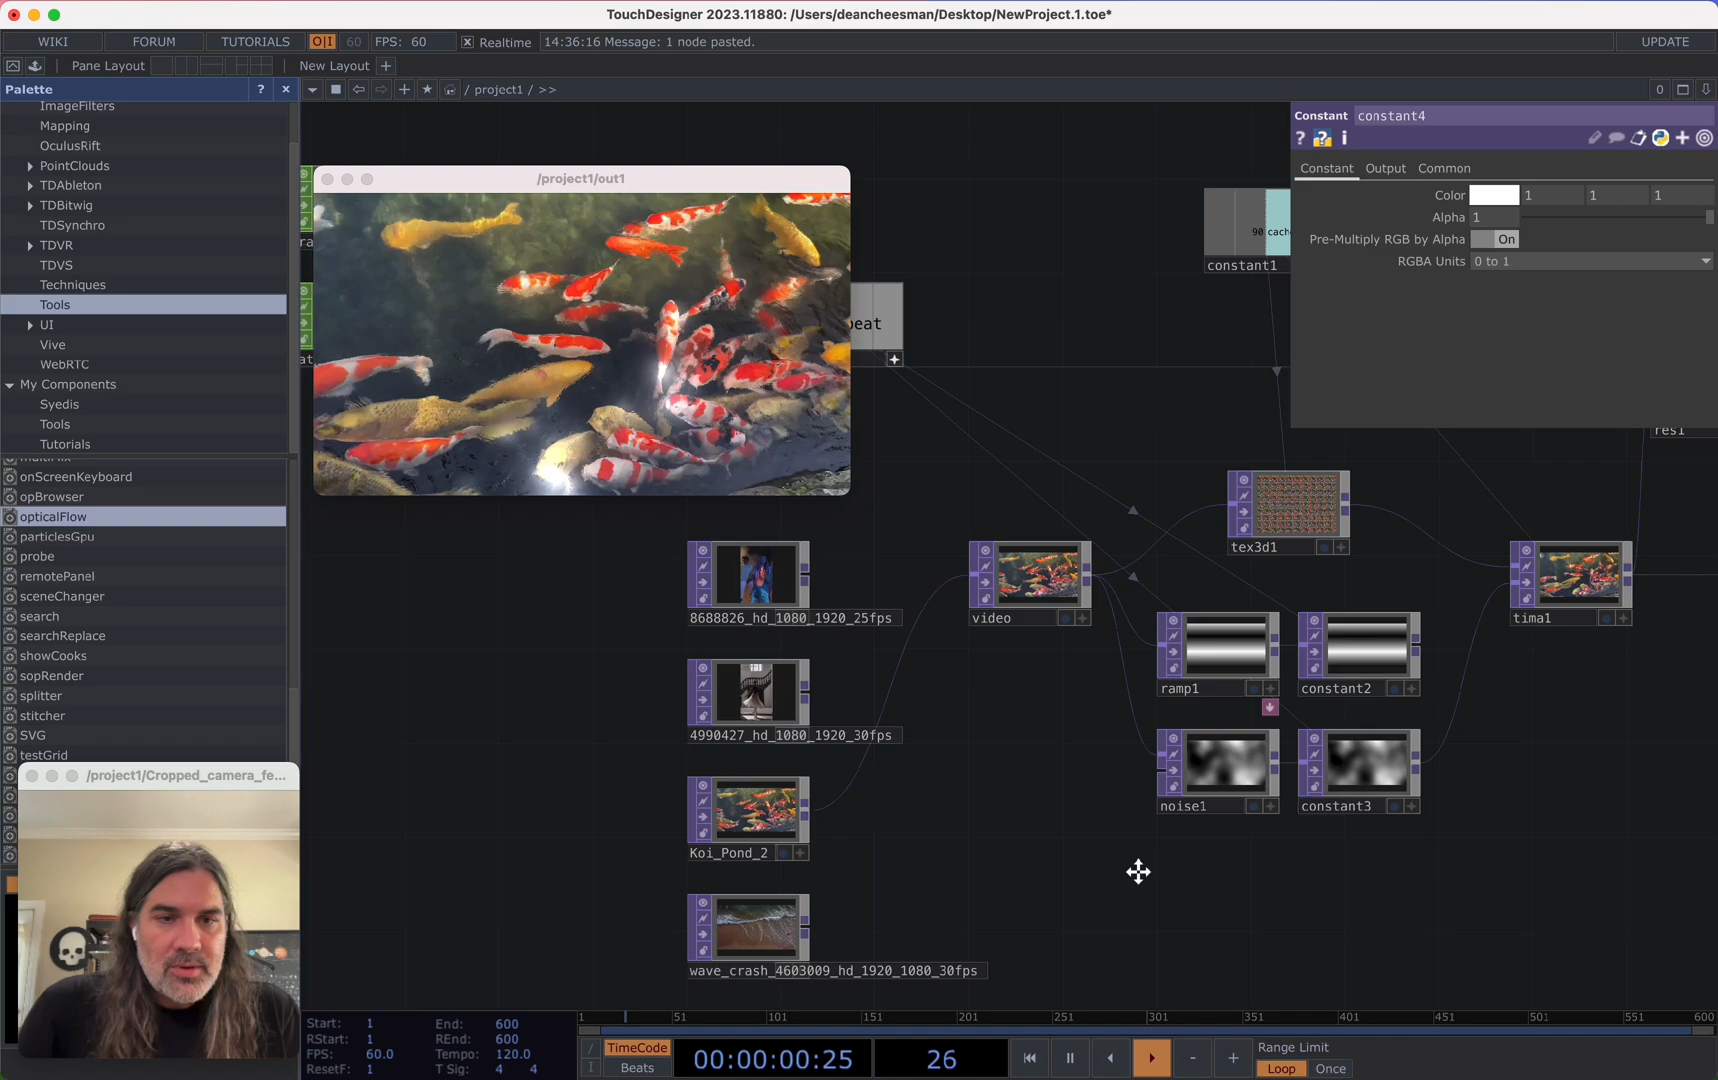 TouchDesigner 2023.11880: /Users/deancheesman/Desktop/NewProject.1.toe*
WIKI FORUM TUTORIALS O|I 60 FPS: 60 Realtime 14:36:16 Message: 1 node pasted. UPDATE
Pane Layout New Layout +
Palette ? ×
/ project1 / >> 0
ImageFilters
Mapping
OculusRift
PointClouds
TDAbleton
TDBitwig
TDSynchro
TDVR
TDVS
Techniques
Tools
UI
Vive
WebRTC
My Components
Syedis
Tools
Tutorials
onScreenKeyboard
opBrowser
opticalFlow
particlesGpu
probe
remotePanel
sceneChanger
search
searchReplace
showCooks
sopRender
splitter
stitcher
SVG
testGrid
/project1/Cropped_camera_fe...
/project1/out1
Constant constant4
Constant Output Common
Color 1 1 1
Alpha 1
Pre-Multiply RGB by Alpha On
RGBA Units 0 to 1
90 cach
constant1
eat
res1
tex3d1
8688826_hd_1080_1920_25fps
video
tima1
ramp1
constant2
4990427_hd_1080_1920_30fps
noise1
constant3
Koi_Pond_2
wave_crash_4603009_hd_1920_1080_30fps
Start: 1 End: 600
RStart: 1 REnd: 600
FPS: 60.0 Tempo: 120.0
ResetF: 1 T Sig: 4 4
1 51 101 151 201 251 301 351 401 451 501 551 600
TimeCode
Beats
00:00:00:25 26
- +
Range Limit
Loop Once